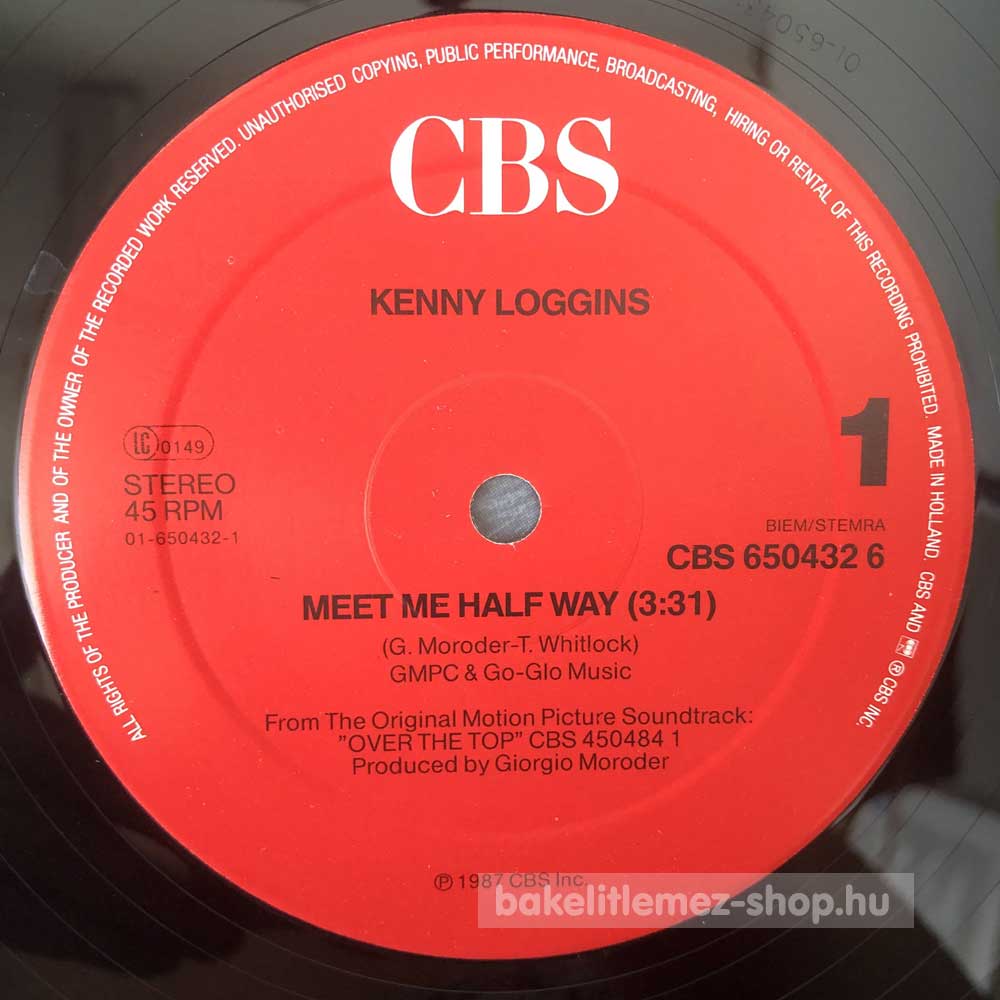 ALL RIGHTS OF THE PRODUCER AND OF THE OWNER OF THE RECORDED WORK RESERVED. UNAUTHORISED COPYING, PUBLIC PERFORMANCE, BROADCASTING, HIRING OR RENTAL OF THIS RECORDING PROHIBITED. MADE IN HOLLAND. CBS AND ℗ CBS INC.
CBS
KENNY LOGGINS
LC 0149
STEREO
45 RPM
01-650432-1
1
BIEM/STEMRA
CBS 650432 6
MEET ME HALF WAY (3:31)
(G. Moroder-T. Whitlock)
GMPC & Go-Glo Music
From The Original Motion Picture Soundtrack:
"OVER THE TOP" CBS 450484 1
Produced by Giorgio Moroder
℗ 1987 CBS Inc.
bakelitlemez-shop.hu